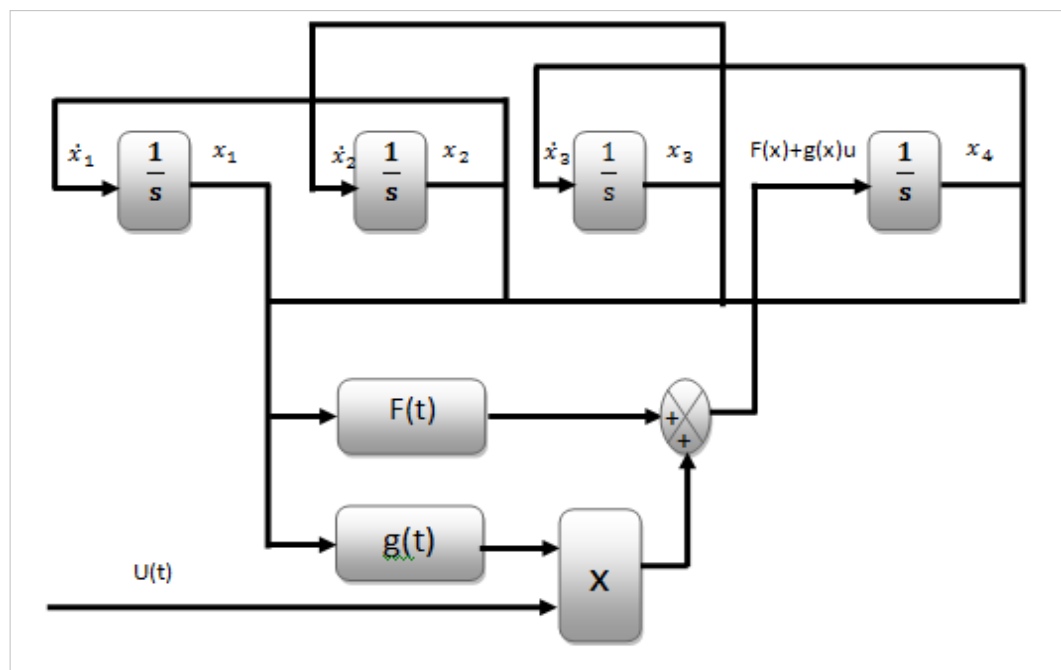 ẋ₁ 1/s x₁ ẋ₂ 1/s x₂ ẋ₃ 1/s x₃ F(x)+g(x)u 1/s x₄
F(t)
+
+
g(t)
X
U(t)